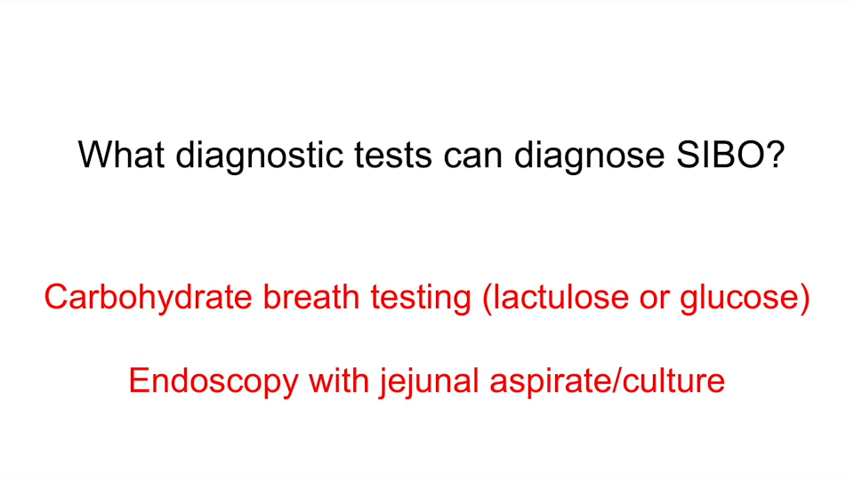 What diagnostic tests can diagnose SIBO?
Carbohydrate breath testing (lactulose or glucose)
Endoscopy with jejunal aspirate/culture